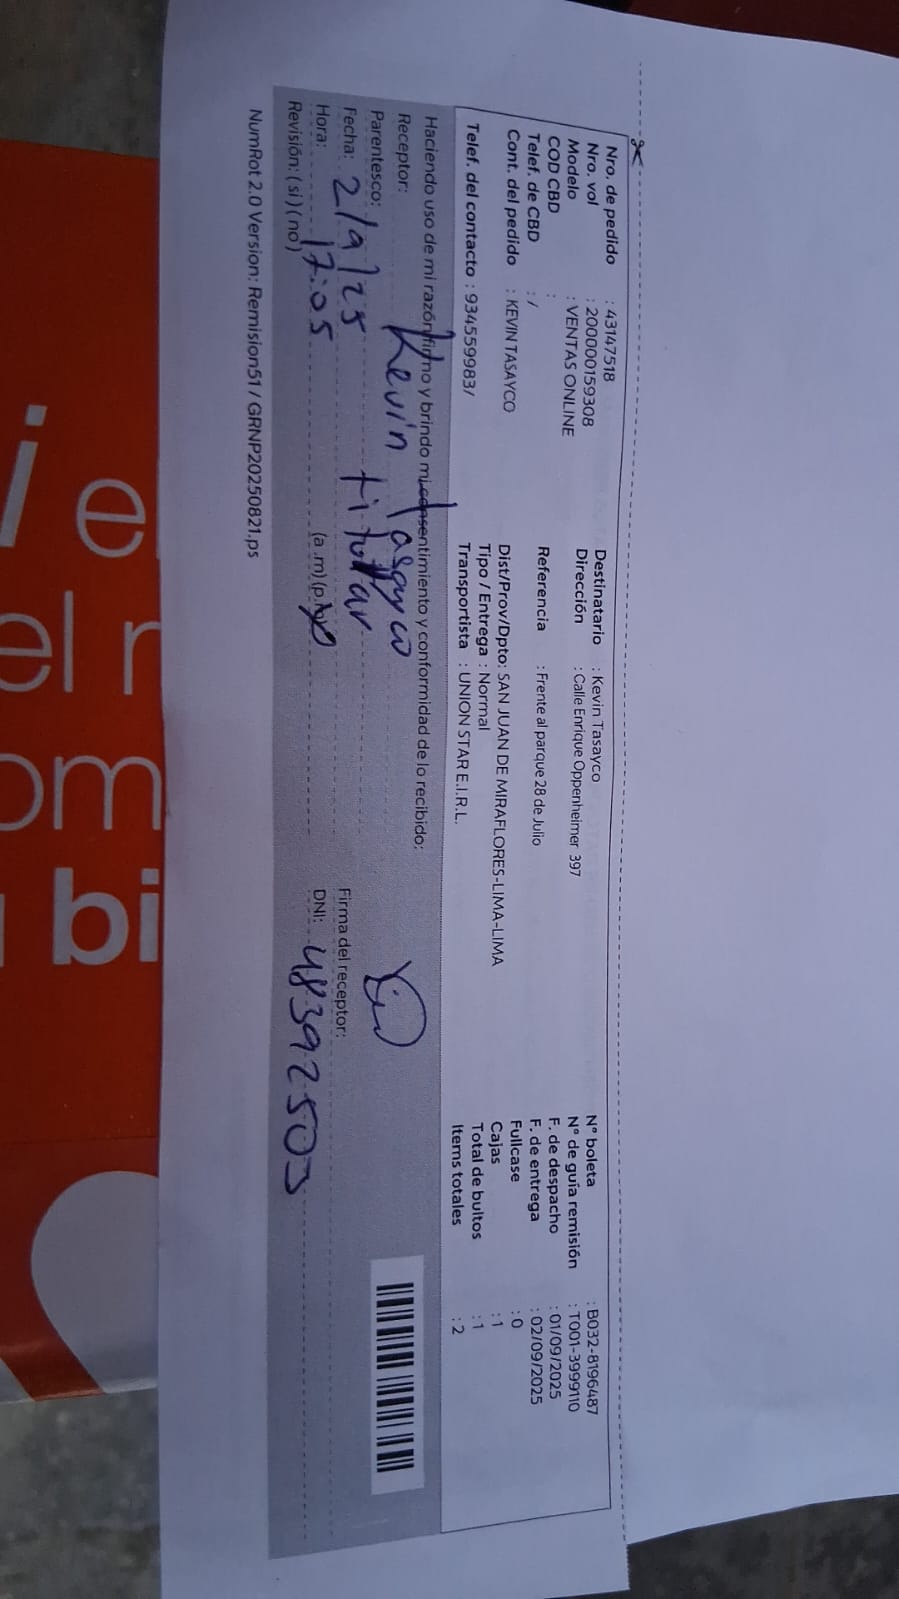 Nro. de pedido : 43147518
Nro. vol : 200000159308
Modelo : VENTAS ONLINE
COD CBD :
Telef. de CBD : /
Cont. del pedido : KEVINTASAYCO
Telef. del contacto : 934559983/
Destinatario : Kevin Tasayco
Dirección : Calle Enrique Oppenheimer 397
Referencia : Frente al parque 28 de Julio
Dist/Prov/Dpto: SAN JUAN DE MIRAFLORES-LIMA-LIMA
Tipo / Entrega : Normal
Transportista : UNION STAR E.I.R.L.
N° boleta : B032-8196487
N° de guía remisión : T001-3999110
F. de despacho : 01/09/2025
F. de entrega : 02/09/2025
Fullcase : 0
Cajas : 1
Total de bultos : 1
Items totales : 2
Haciendo uso de mi razón firmo y brindo mi consentimiento y conformidad de lo recibido:
Receptor: Kevin Tasayco
Parentesco: titular
Fecha: 2/9/25
Hora: 17:05 (a.m)(p.m)
Revisión: (si)(no)
Firma del receptor:
DNI: 48392503
NumRot 2.0 Version: Remision51 / GRNP20250821.ps
i e
el r
om
bi